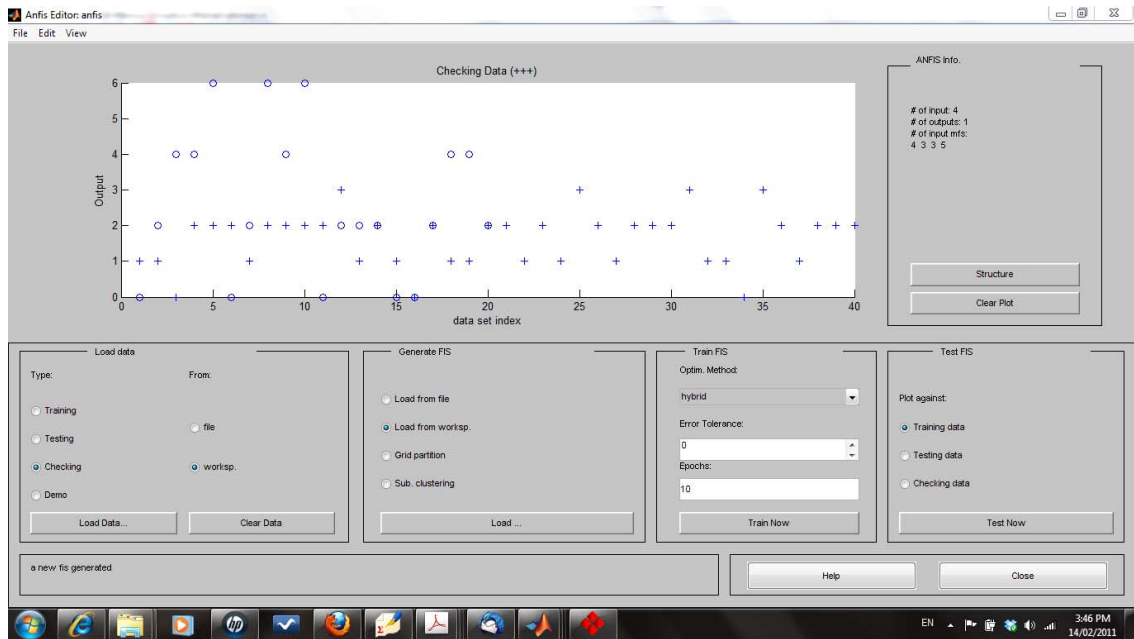 Anfis Editor: anfis
File Edit View
Checking Data (+++)
6
5
4
3
2
1
0
Output
0 5 10 15 20 25 30 35 40
data set index
ANFIS Info.
# of input: 4
# of outputs: 1
# of input mfs:
4 3 3 5
Structure
Clear Plot
Load data
Type: From:
Training
file
Testing
Checking
worksp.
Demo
Load Data...
Clear Data
Generate FIS
Load from file
Load from worksp.
Grid partition
Sub. clustering
Load ...
Train FIS
Optim. Method:
hybrid
Error Tolerance:
0
Epochs:
10
Train Now
Test FIS
Plot against:
Training data
Testing data
Checking data
Test Now
a new fis generated
Help
Close
hp
EN
3:46 PM
14/02/2011